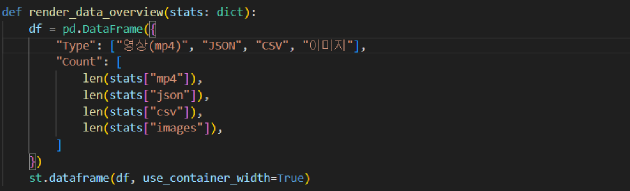 def render_data_overview(stats: dict):
    df = pd.DataFrame({
        "Type": ["영상(mp4)", "JSON", "CSV", "이미지"],
        "Count": [
            len(stats["mp4"]),
            len(stats["json"]),
            len(stats["csv"]),
            len(stats["images"]),
        ]
    })
    st.dataframe(df, use_container_width=True)